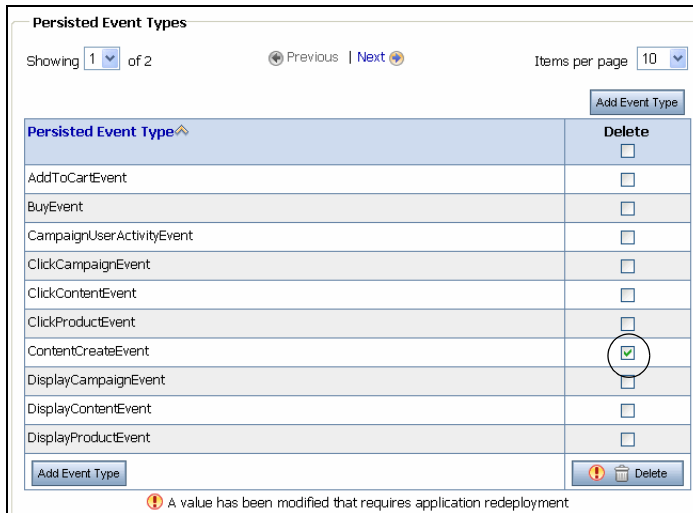 Persisted Event Types
Showing 1 of 2 Previous | Next Items per page 10
Add Event Type
Persisted Event Type Delete
AddToCartEvent
BuyEvent
CampaignUserActivityEvent
ClickCampaignEvent
ClickContentEvent
ClickProductEvent
ContentCreateEvent
DisplayCampaignEvent
DisplayContentEvent
DisplayProductEvent
Add Event Type Delete
A value has been modified that requires application redeployment